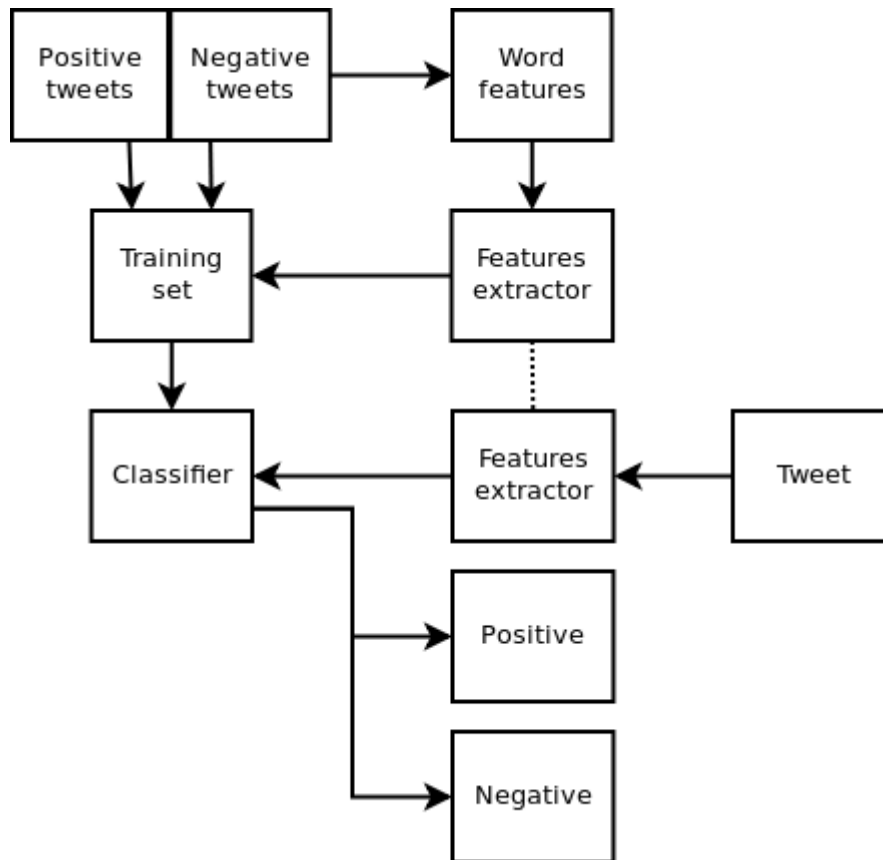 Positive
tweets
Negative
tweets
Word
features
Training
set
Features
extractor
Classifier
Features
extractor
Tweet
Positive
Negative